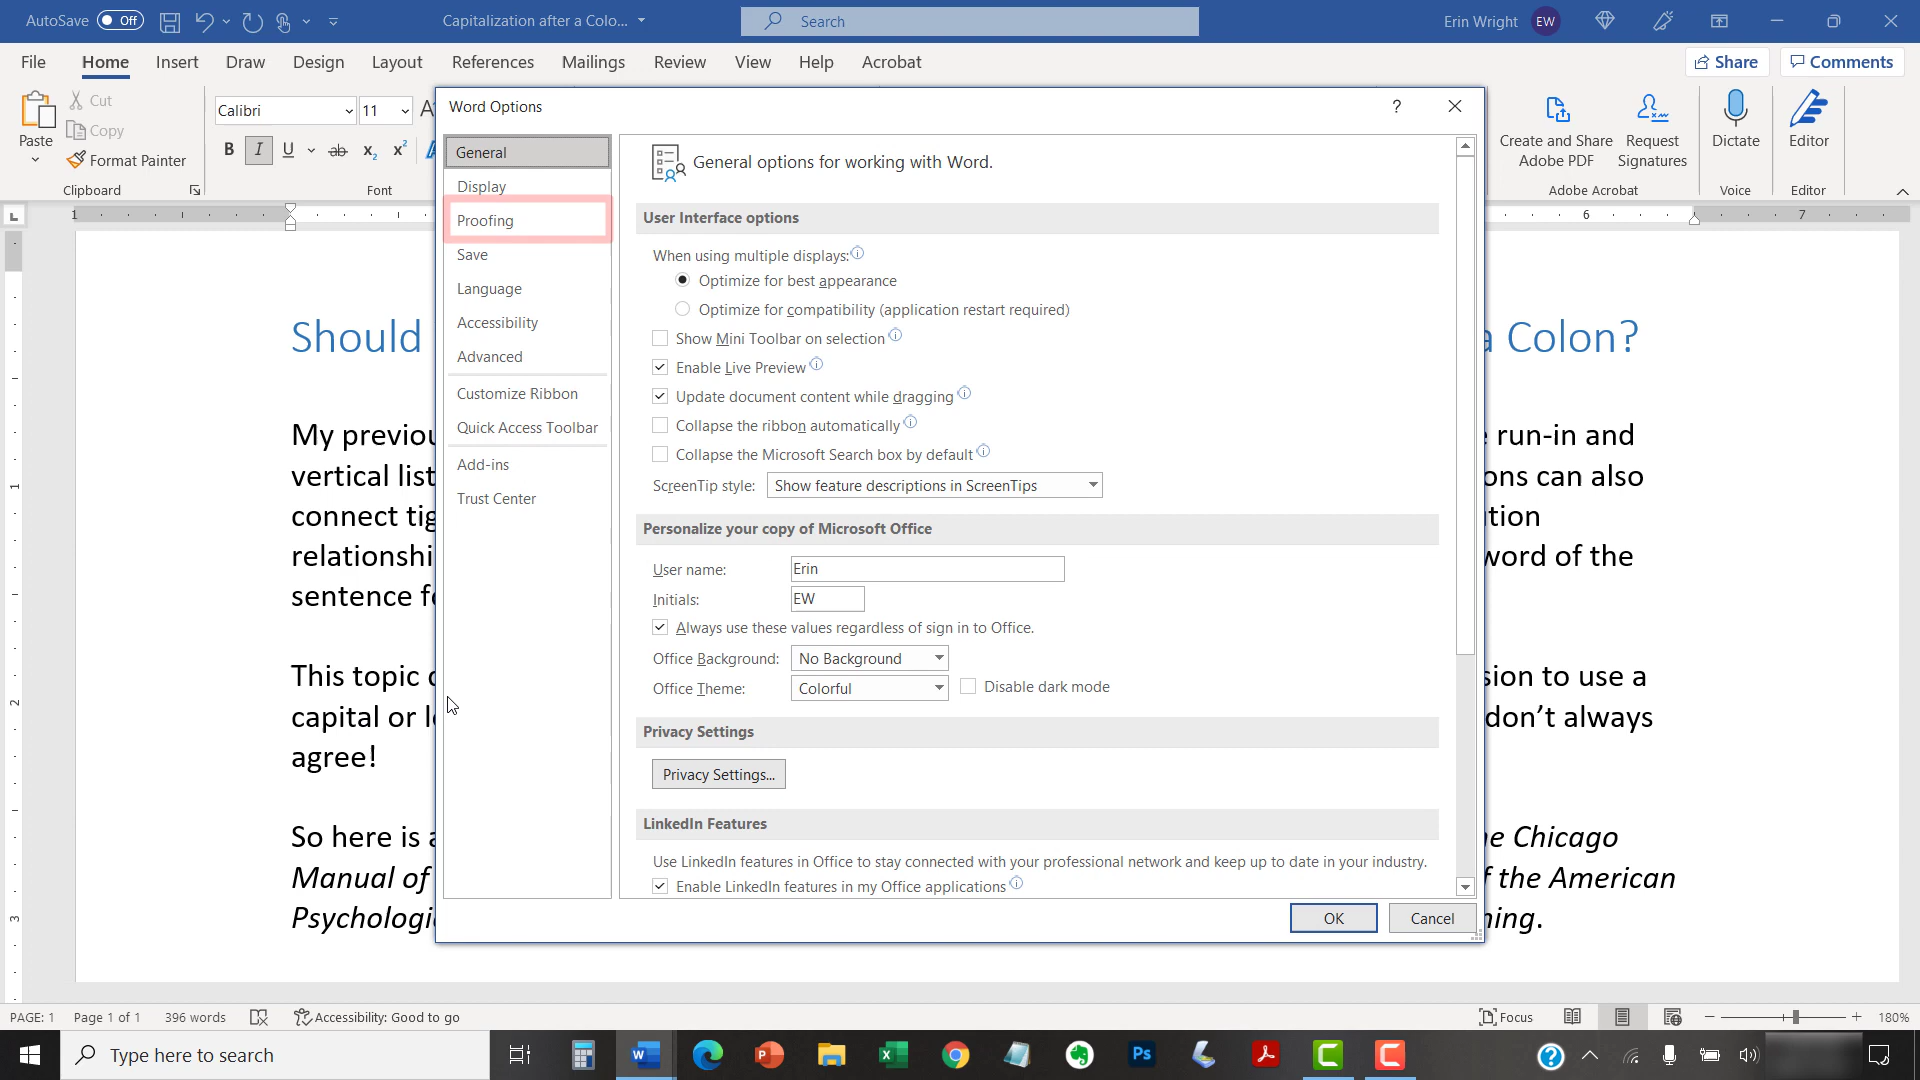 AutoSave Off
Capitalization after a Colo...
Search
Erin Wright EW
File Home Insert Draw Design Layout References Mailings Review View Help Acrobat
Share Comments
Paste
Cut
Copy
Format Painter
Clipboard
Calibri 11
B I U ab x₂ x²
Font
Create and Share Adobe PDF
Request Signatures
Adobe Acrobat
Dictate
Voice
Editor
Editor
1 6 7
Word Options ?
General
Display
Proofing
Save
Language
Accessibility
Advanced
Customize Ribbon
Quick Access Toolbar
Add-ins
Trust Center
General options for working with Word.
User Interface options
When using multiple displays:
Optimize for best appearance
Optimize for compatibility (application restart required)
Show Mini Toolbar on selection
Enable Live Preview
Update document content while dragging
Collapse the ribbon automatically
Collapse the Microsoft Search box by default
ScreenTip style: Show feature descriptions in ScreenTips
Personalize your copy of Microsoft Office
User name: Erin
Initials: EW
Always use these values regardless of sign in to Office.
Office Background: No Background
Office Theme: Colorful Disable dark mode
Privacy Settings
Privacy Settings...
LinkedIn Features
Use LinkedIn features in Office to stay connected with your professional network and keep up to date in your industry.
Enable LinkedIn features in my Office applications
OK Cancel
Should a Colon?
My run-in and
vertical ons can also
connect
word of the
sentence
This topic to use a
capital or don't always
agree!
So here is Chicago
Manual of f the American
1
2
3
PAGE: 1 Page 1 of 1 396 words Accessibility: Good to go Focus 180%
Type here to search